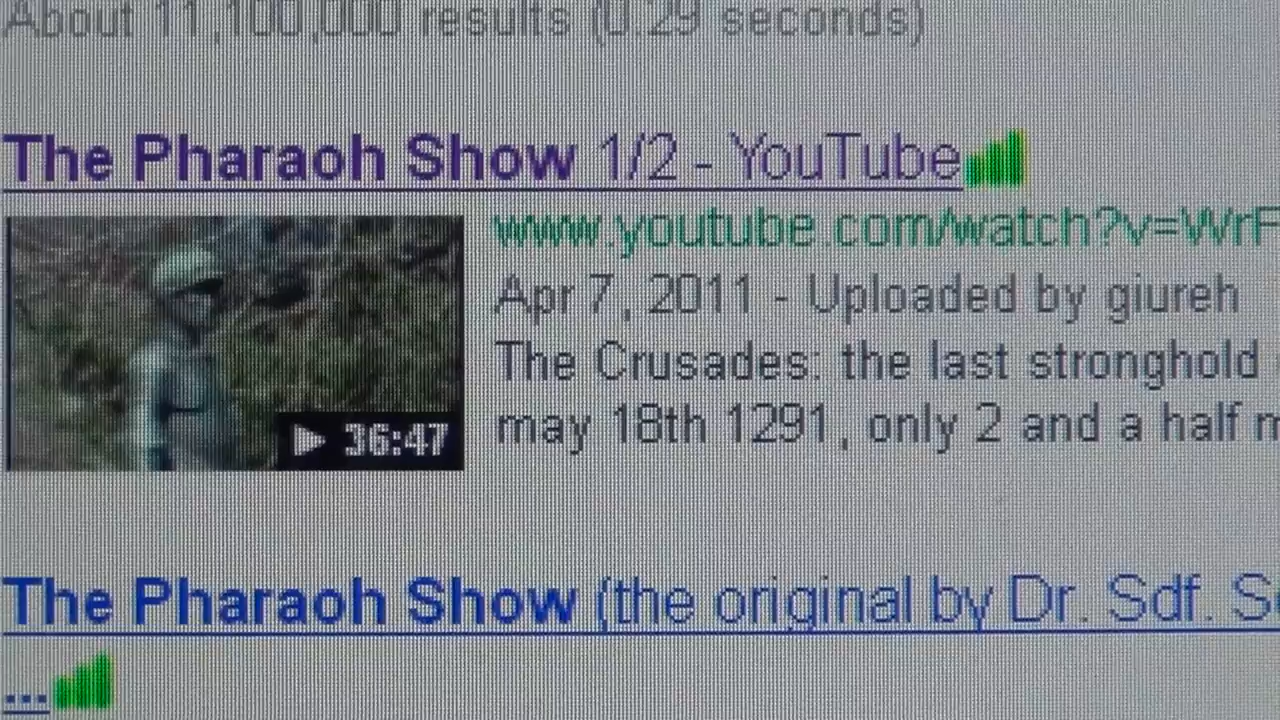 About 11,100,000 results (0.29 seconds)
The Pharaoh Show 1/2 - YouTube
www.youtube.com/watch?v=WrF
Apr 7, 2011 - Uploaded by giureh
The Crusades: the last stronghold
may 18th 1291, only 2 and a half
36:47
The Pharaoh Show (the original by Dr. Sdf.
...